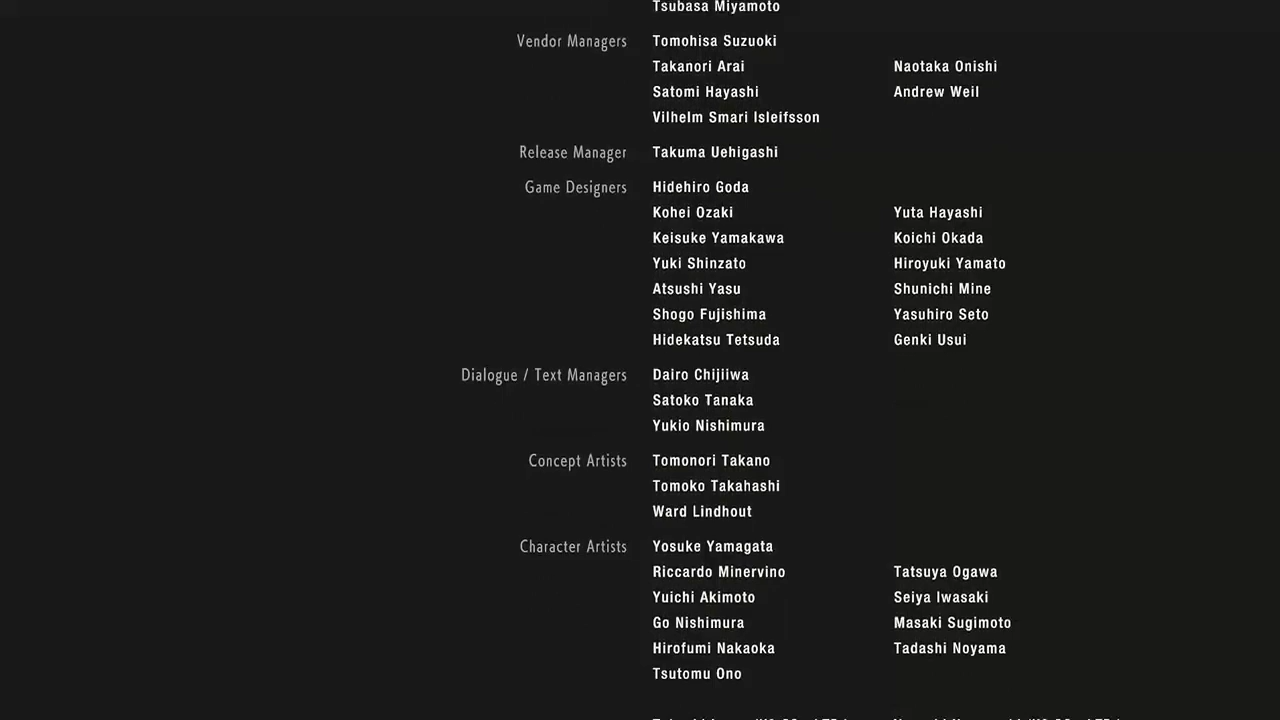 Tsubasa Miyamoto
Vendor Managers Tomohisa Suzuoki
Takanori Arai Naotaka Onishi
Satomi Hayashi Andrew Weil
Vilhelm Smari Isleifsson
Release Manager Takuma Uehigashi
Game Designers Hidehiro Goda
Kohei Ozaki Yuta Hayashi
Keisuke Yamakawa Koichi Okada
Yuki Shinzato Hiroyuki Yamato
Atsushi Yasu Shunichi Mine
Shogo Fujishima Yasuhiro Seto
Hidekatsu Tetsuda Genki Usui
Dialogue / Text Managers Dairo Chijiiwa
Satoko Tanaka
Yukio Nishimura
Concept Artists Tomonori Takano
Tomoko Takahashi
Ward Lindhout
Character Artists Yosuke Yamagata
Riccardo Minervino Tatsuya Ogawa
Yuichi Akimoto Seiya Iwasaki
Go Nishimura Masaki Sugimoto
Hirofumi Nakaoka Tadashi Noyama
Tsutomu Ono